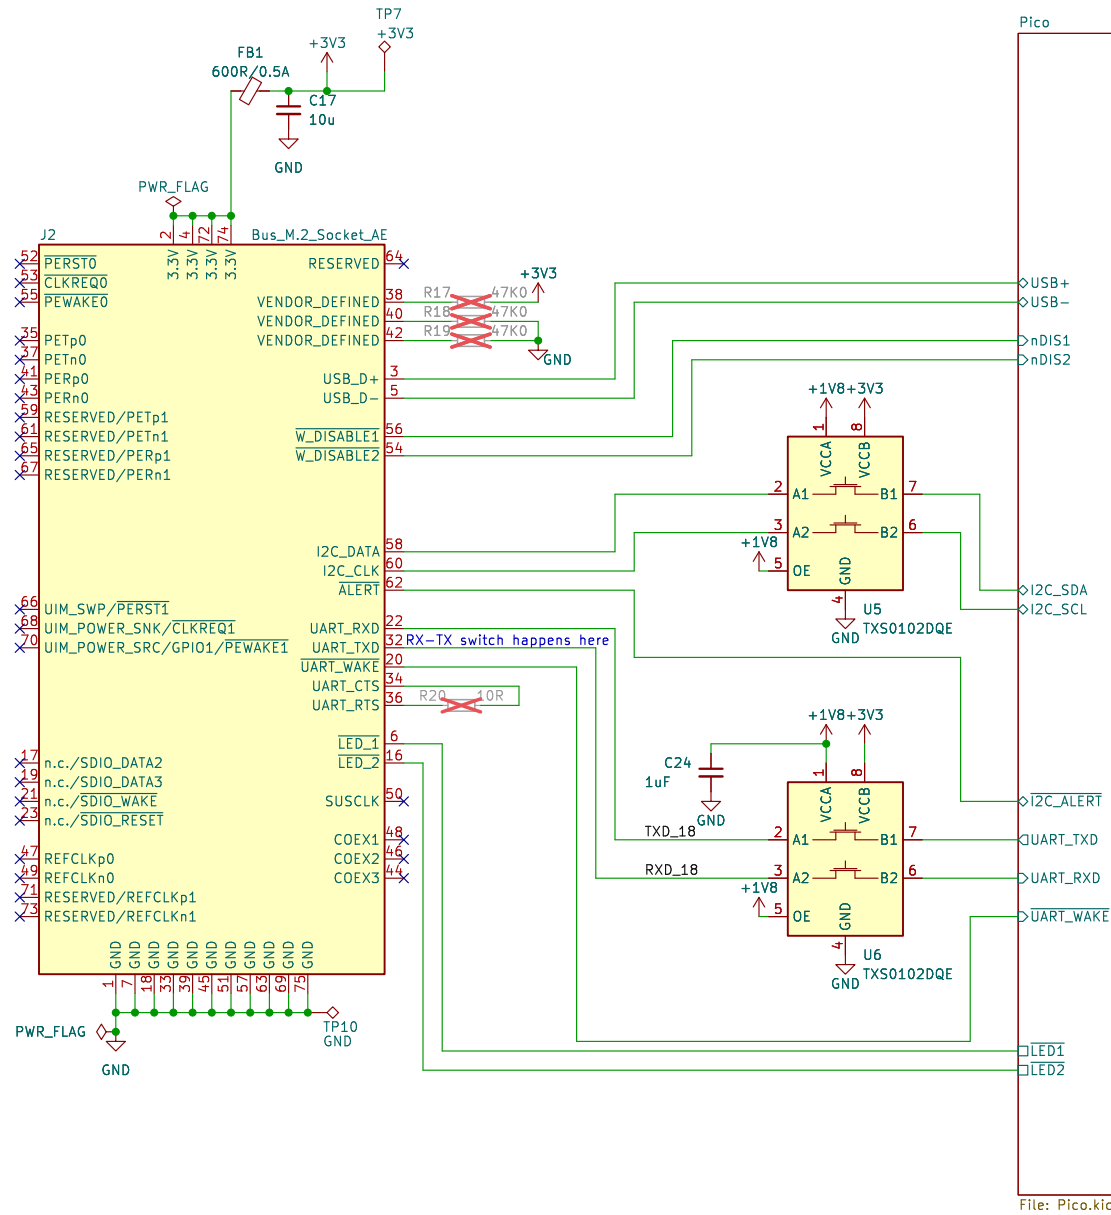 TP7
+3V3
+3V3
FB1
600R/0.5A
C17
10u
GND
PWR_FLAG
J2
Bus_M.2_Socket_AE
2
4
72
74
3.3V
3.3V
3.3V
3.3V
52
PERST0
53
CLKREQ0
55
PEWAKE0
35
PETp0
37
PETn0
41
PERp0
43
PERn0
59
RESERVED/PETp1
61
RESERVED/PETn1
65
RESERVED/PERp1
67
RESERVED/PERn1
66
UIM_SWP/PERST1
68
UIM_POWER_SNK/CLKREQ1
70
UIM_POWER_SRC/GPIO1/PEWAKE1
17
n.c./SDIO_DATA2
19
n.c./SDIO_DATA3
21
n.c./SDIO_WAKE
23
n.c./SDIO_RESET
47
REFCLKp0
49
REFCLKn0
71
RESERVED/REFCLKp1
73
RESERVED/REFCLKn1
RESERVED
64
VENDOR_DEFINED
38
VENDOR_DEFINED
40
VENDOR_DEFINED
42
USB_D+
3
USB_D-
5
W_DISABLE1
56
W_DISABLE2
54
I2C_DATA
58
I2C_CLK
60
ALERT
62
UART_RXD
22
UART_TXD
32
UART_WAKE
20
UART_CTS
34
UART_RTS
36
LED_1
6
LED_2
16
SUSCLK
50
COEX1
48
COEX2
46
COEX3
44
GND
GND
GND
GND
GND
GND
GND
GND
GND
GND
GND
1
7
18
33
39
45
51
57
63
69
75
PWR_FLAG
GND
TP10
GND
+3V3
R17
47K0
R18
47K0
R19
47K0
GND
RX-TX switch happens here
R20
10R
+1V8
+3V3
1
8
VCCA
VCCB
2
A1
B1
7
3
A2
B2
6
+1V8
5
OE
GND
4
GND
U5
TXS0102DQE
+1V8
+3V3
C24
1uF
GND
1
8
VCCA
VCCB
TXD_18
2
A1
B1
7
RXD_18
3
A2
B2
6
+1V8
5
OE
GND
4
GND
U6
TXS0102DQE
Pico
USB+
USB-
nDIS1
nDIS2
I2C_SDA
I2C_SCL
I2C_ALERT
UART_TXD
UART_RXD
UART_WAKE
LED1
LED2
File: Pico.kic